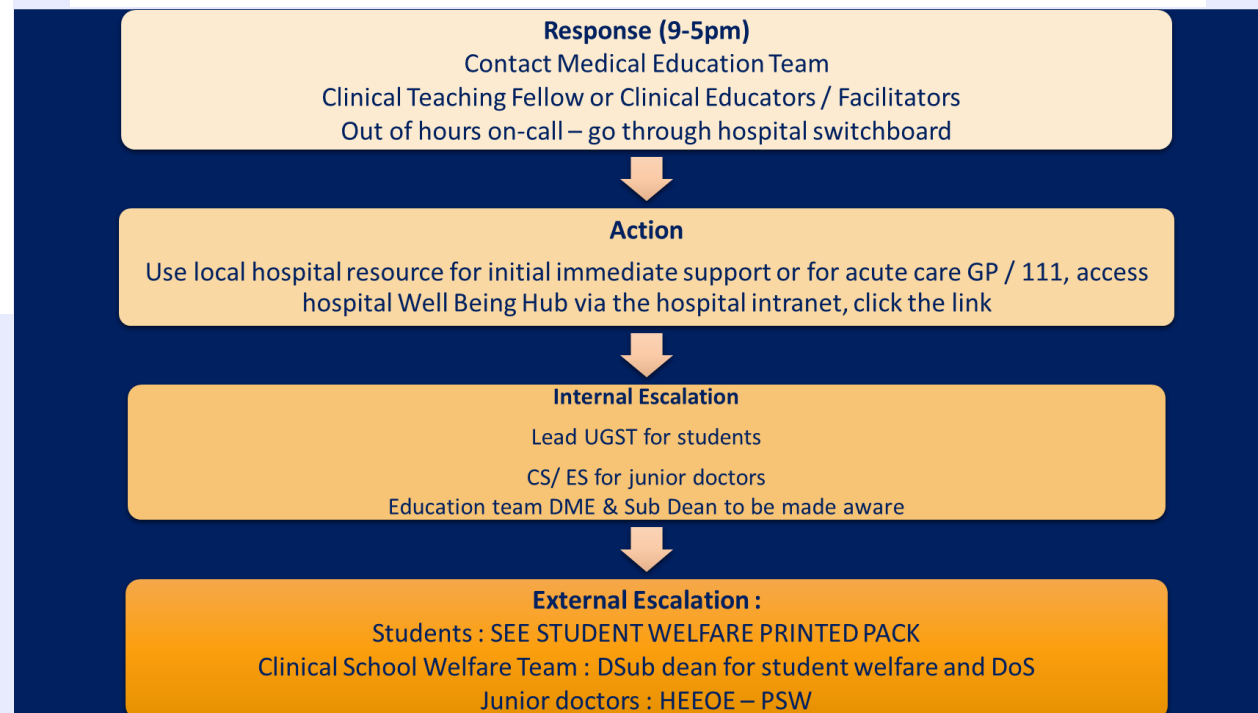 Response (9-5pm)
Contact Medical Education Team
Clinical Teaching Fellow or Clinical Educators / Facilitators
Out of hours on-call – go through hospital switchboard
Action
Use local hospital resource for initial immediate support or for acute care GP / 111, access
hospital Well Being Hub via the hospital intranet, click the link
Internal Escalation
Lead UGST for students
CS/ ES for junior doctors
Education team DME & Sub Dean to be made aware
External Escalation :
Students : SEE STUDENT WELFARE PRINTED PACK
Clinical School Welfare Team : DSub dean for student welfare and DoS
Junior doctors : HEEOE – PSW